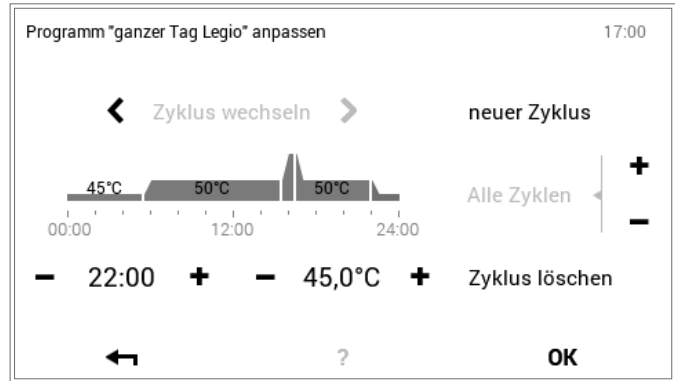 Programm "ganzer Tag Legio" anpassen 17:00
Zyklus wechseln neuer Zyklus
45°C 50°C 50°C
Alle Zyklen
00:00 12:00 24:00
− 22:00 + − 45,0°C + Zyklus löschen
? OK